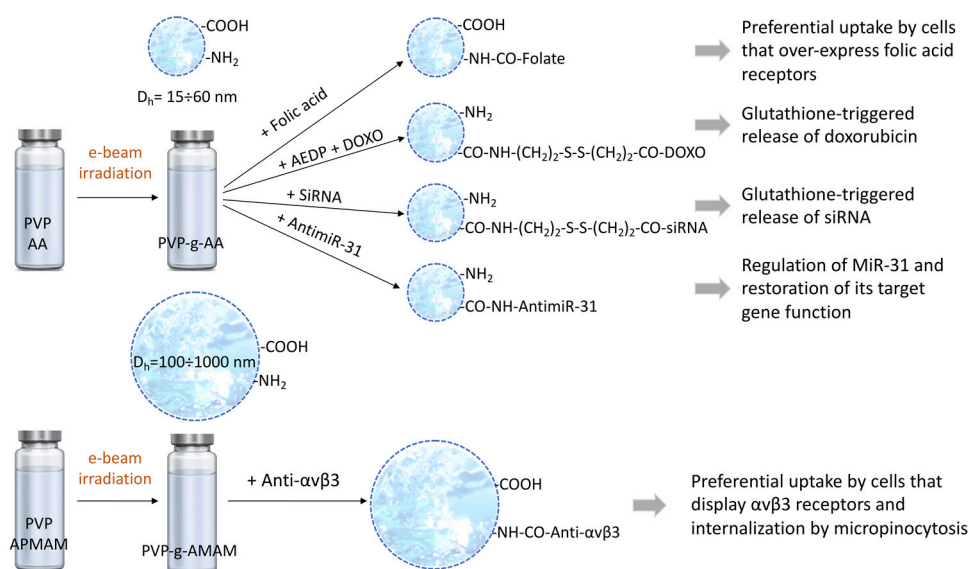 -COOH
-NH2
Dh= 15÷60 nm
e-beam
irradiation
PVP
AA
PVP-g-AA
+ Folic acid
+ AEDP + DOXO
+ SiRNA
+ AntimiR-31
-COOH
-NH-CO-Folate
Preferential uptake by cells
that over-express folic acid
receptors
-NH2
-CO-NH-(CH2)2-S-S-(CH2)2-CO-DOXO
Glutathione-triggered
release of doxorubicin
-NH2
-CO-NH-(CH2)2-S-S-(CH2)2-CO-siRNA
Glutathione-triggered
release of siRNA
-NH2
-CO-NH-AntimiR-31
Regulation of MiR-31 and
restoration of its target
gene function
Dh=100÷1000 nm
-COOH
-NH2
e-beam
irradiation
PVP
APMAM
PVP-g-AMAM
+ Anti-αvβ3
-COOH
-NH-CO-Anti-αvβ3
Preferential uptake by cells that
display αvβ3 receptors and
internalization by micropinocytosis